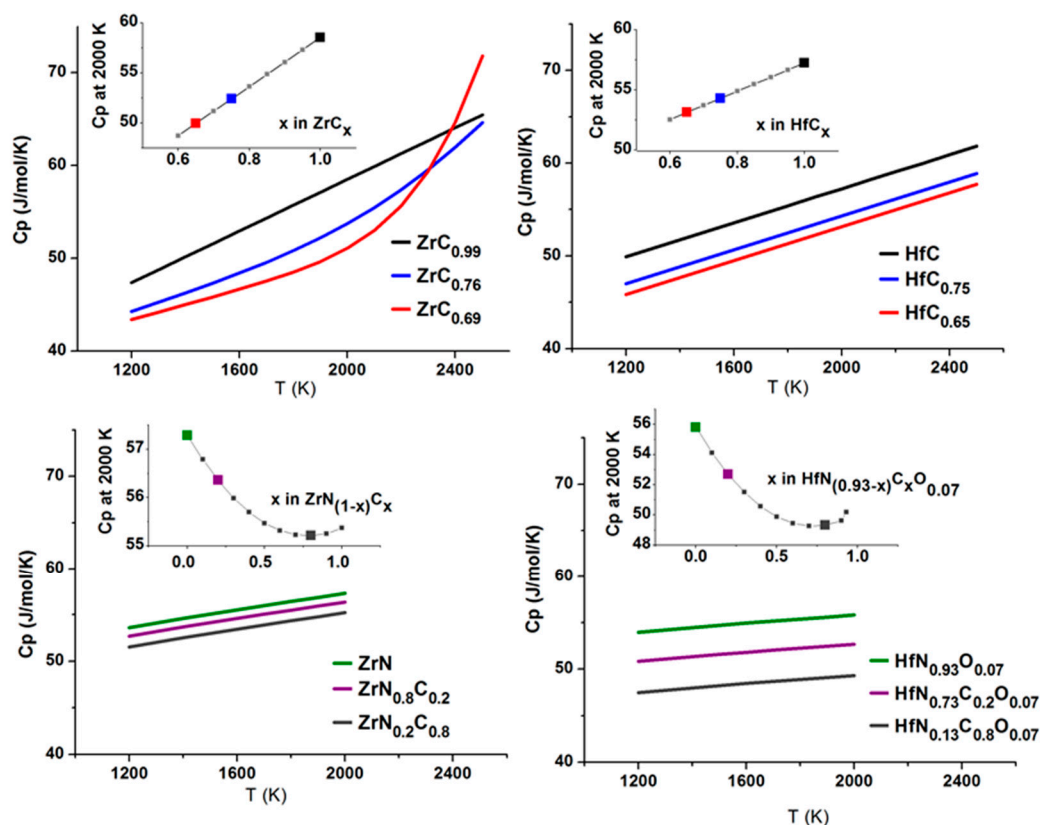 Cp (J/mol/K)
70
60
50
40
1200
1600
2000
2400
T (K)
Cp at 2000 K
60
55
50
0.6
0.8
1.0
x in ZrCx
ZrC0.99
ZrC0.76
ZrC0.69
Cp (J/mol/K)
70
60
50
40
1200
1600
2000
2400
T (K)
Cp at 2000 K
60
55
50
0.6
0.8
1.0
x in HfCx
HfC
HfC0.75
HfC0.65
Cp (J/mol/K)
70
60
50
40
1200
1600
2000
2400
T (K)
Cp at 2000 K
57
56
55
0.0
0.5
1.0
x in ZrN(1-x)Cx
ZrN
ZrN0.8C0.2
ZrN0.2C0.8
Cp (J/mol/K)
70
60
50
40
1200
1600
2000
2400
T (K)
Cp at 2000 K
56
54
52
50
48
0.0
0.5
1.0
x in HfN(0.93-x)CxO0.07
HfN0.93O0.07
HfN0.73C0.2O0.07
HfN0.13C0.8O0.07